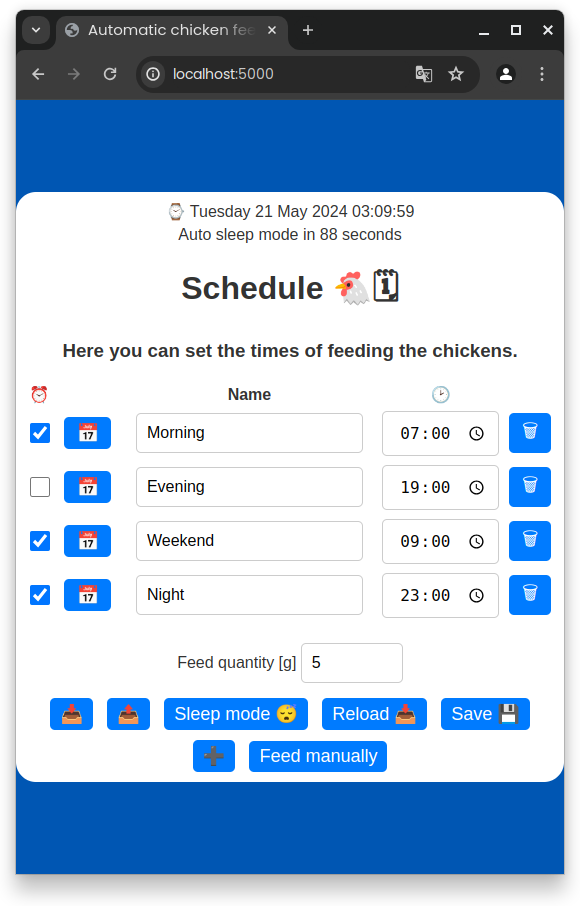 Automatic chicken fee
localhost:5000
Tuesday 21 May 2024 03:09:59
Auto sleep mode in 88 seconds
Schedule
Here you can set the times of feeding the chickens.
Name
Morning 07:00
Evening 19:00
Weekend 09:00
Night 23:00
Feed quantity [g] 5
Sleep mode Reload Save
Feed manually